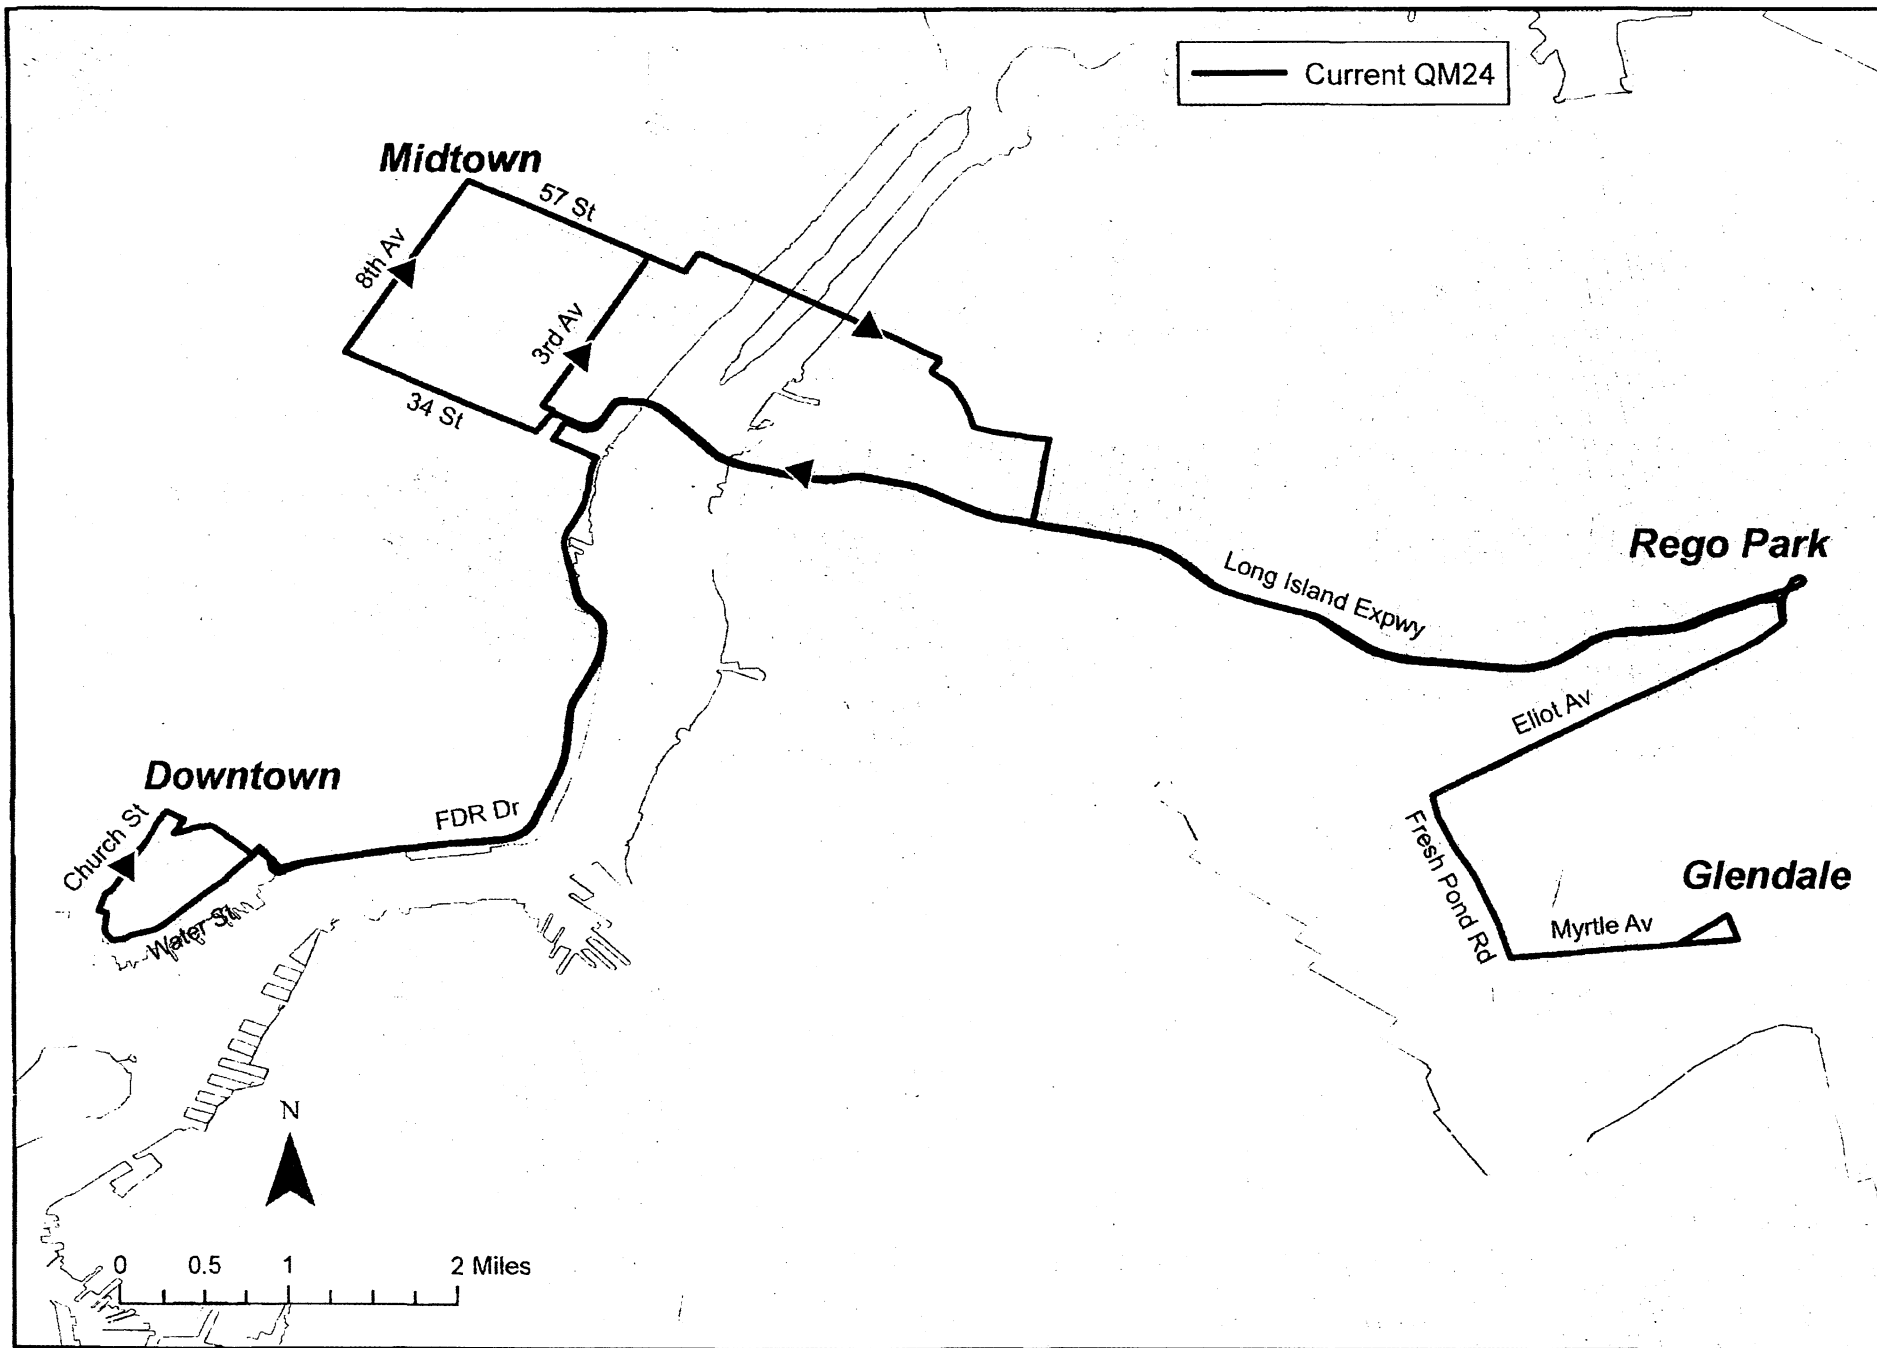 Current QM24
Midtown
57 St
8th Av
3rd Av
34 St
Rego Park
Long Island Expwy
Eliot Av
Downtown
FDR Dr
Church St
Water St
Fresh Pond Rd
Glendale
Myrtle Av
N
0 0.5 1 2 Miles